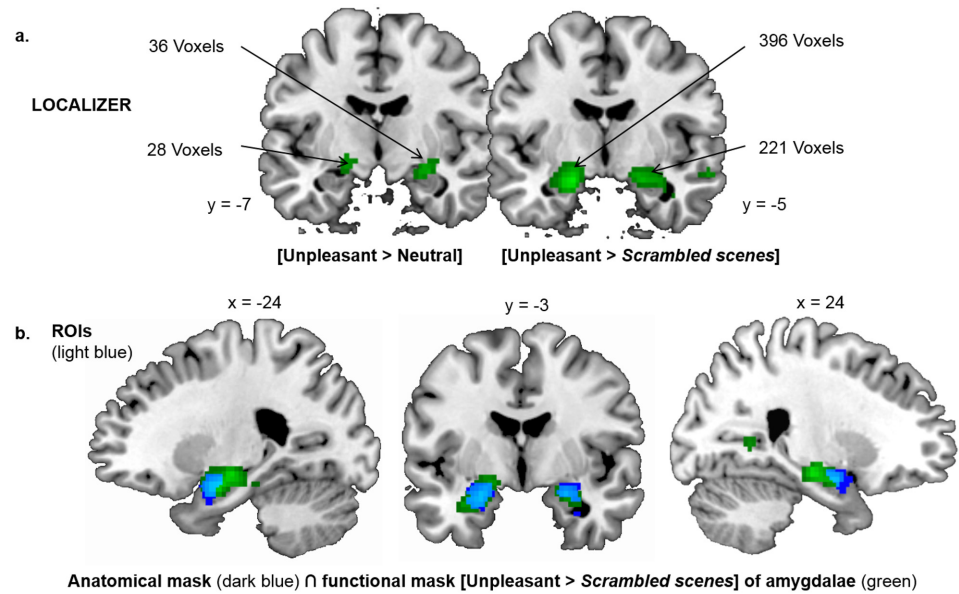 a.
36 Voxels
396 Voxels
LOCALIZER
28 Voxels
221 Voxels
y = -7
y = -5
[Unpleasant > Neutral]
[Unpleasant > Scrambled scenes]
x = -24
y = -3
x = 24
b.
ROIs
(light blue)
Anatomical mask (dark blue) ∩ functional mask [Unpleasant > Scrambled scenes] of amygdalae (green)